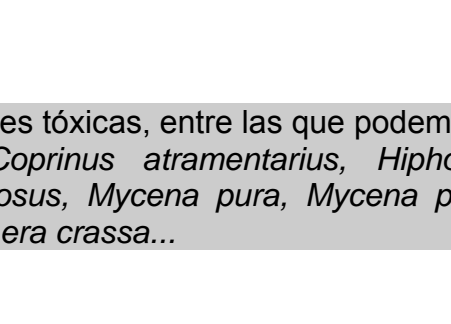 es tóxicas, entre las que podem
Coprinus atramentarius, Hipho
osus, Mycena pura, Mycena p
era crassa...